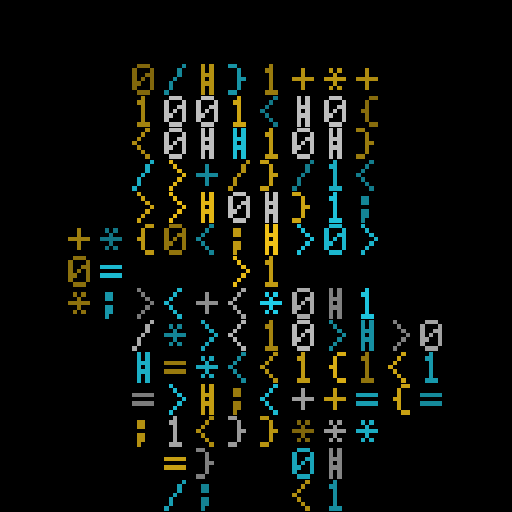 0/H}1+*+
1001<H0{
<0HH10H}
/>+/}/1<
>>H0H}1;
+* {0<;H>0>
0= >1
*; ><+<*0H1
/*><10>H>0
H=*<<1{1<1
=>H;<++={=
;1<}}***
=} 0H
/; <1